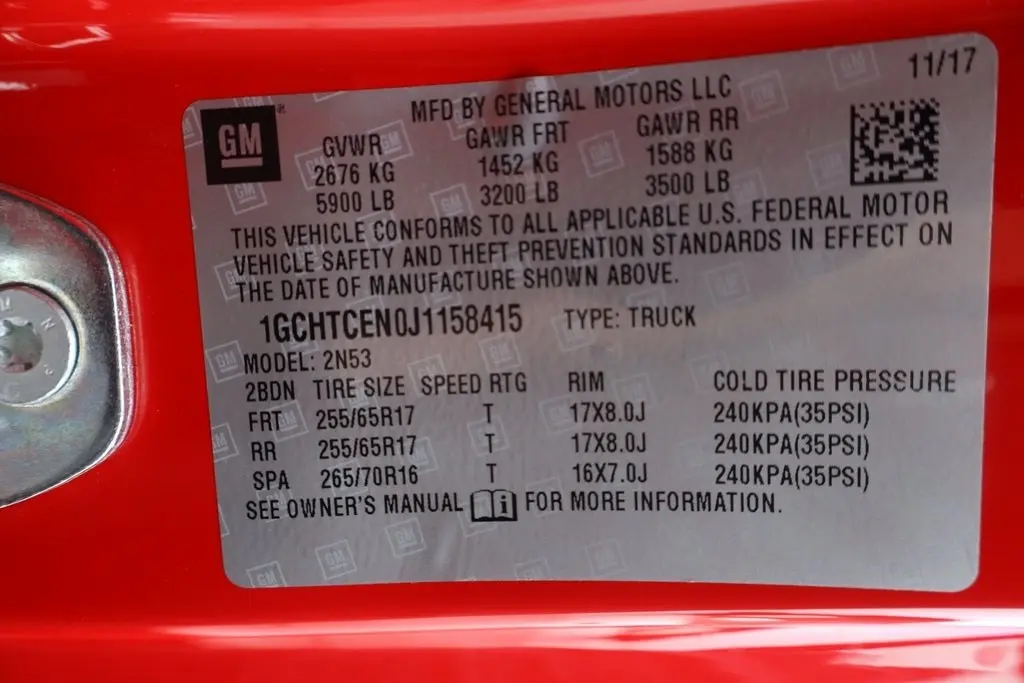 11/17
MFD BY GENERAL MOTORS LLC
GM
GVWR GAWR FRT GAWR RR
2676 KG 1452 KG 1588 KG
5900 LB 3200 LB 3500 LB
THIS VEHICLE CONFORMS TO ALL APPLICABLE U.S. FEDERAL MOTOR
VEHICLE SAFETY AND THEFT PREVENTION STANDARDS IN EFFECT ON
THE DATE OF MANUFACTURE SHOWN ABOVE.
1GCHTCEN0J1158415 TYPE: TRUCK
MODEL: 2N53
2BDN TIRE SIZE SPEED RTG RIM COLD TIRE PRESSURE
FRT 255/65R17 T 17X8.0J 240KPA(35PSI)
RR 255/65R17 T 17X8.0J 240KPA(35PSI)
SPA 265/70R16 T 16X7.0J 240KPA(35PSI)
SEE OWNER'S MANUAL i FOR MORE INFORMATION.